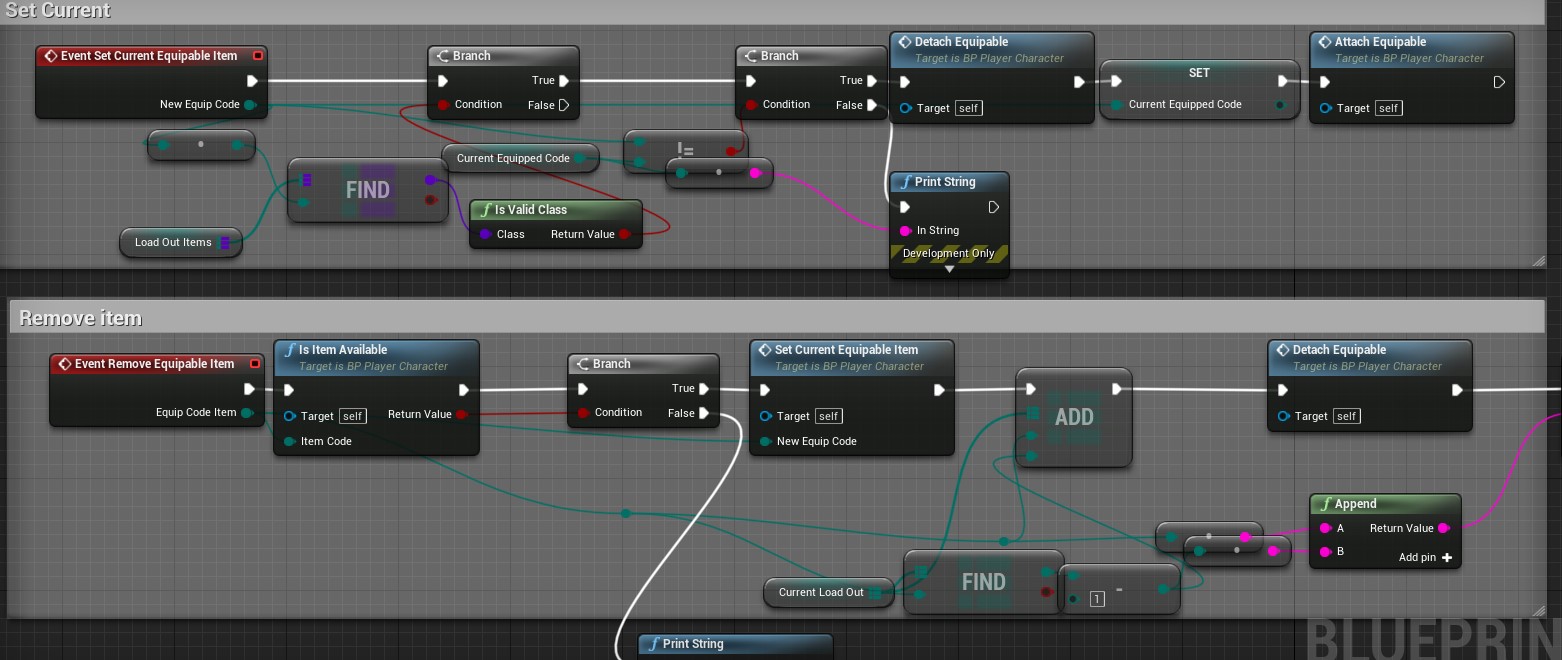 Set Current
Event Set Current Equipable Item
New Equip Code
Branch
True
Condition
False
Branch
True
Condition
False
Detach Equipable
Target is BP Player Character
Target self
SET
Current Equipped Code
Attach Equipable
Target is BP Player Character
Target self
FIND
Load Out Items
Current Equipped Code
!=
Is Valid Class
Class
Return Value
Print String
In String
Development Only
Remove item
Event Remove Equipable Item
Equip Code Item
Is Item Available
Target is BP Player Character
Target self
Return Value
Item Code
Branch
True
Condition
False
Set Current Equipable Item
Target is BP Player Character
Target self
New Equip Code
ADD
Detach Equipable
Target is BP Player Character
Target self
Current Load Out
FIND
1
-
Append
A
Return Value
B
Add pin +
Print String
BLUEPRIN